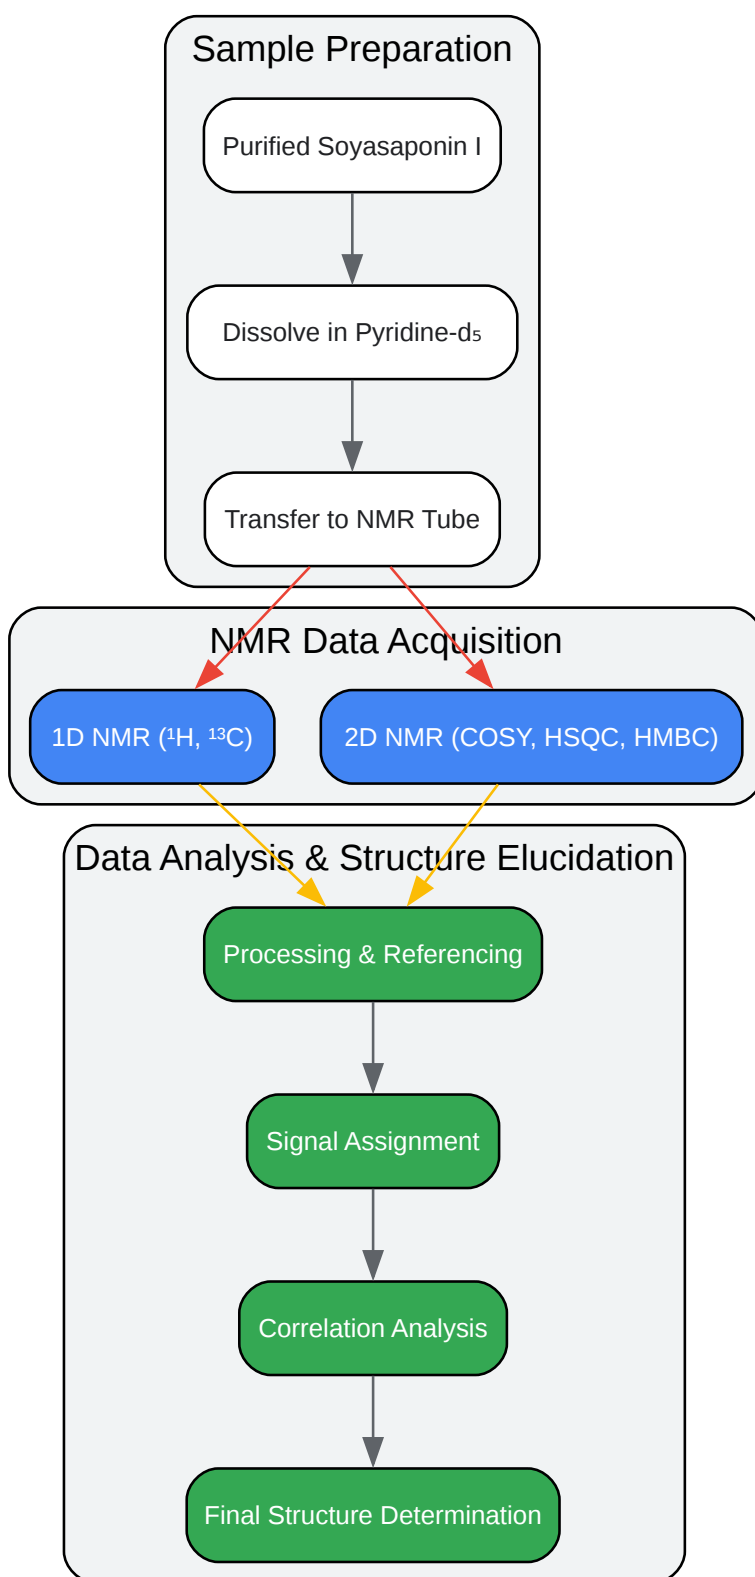 Sample Preparation
Purified Soyasaponin I
Dissolve in Pyridine-d₅
Transfer to NMR Tube
NMR Data Acquisition
1D NMR (¹H, ¹³C)
2D NMR (COSY, HSQC, HMBC)
Data Analysis & Structure Elucidation
Processing & Referencing
Signal Assignment
Correlation Analysis
Final Structure Determination